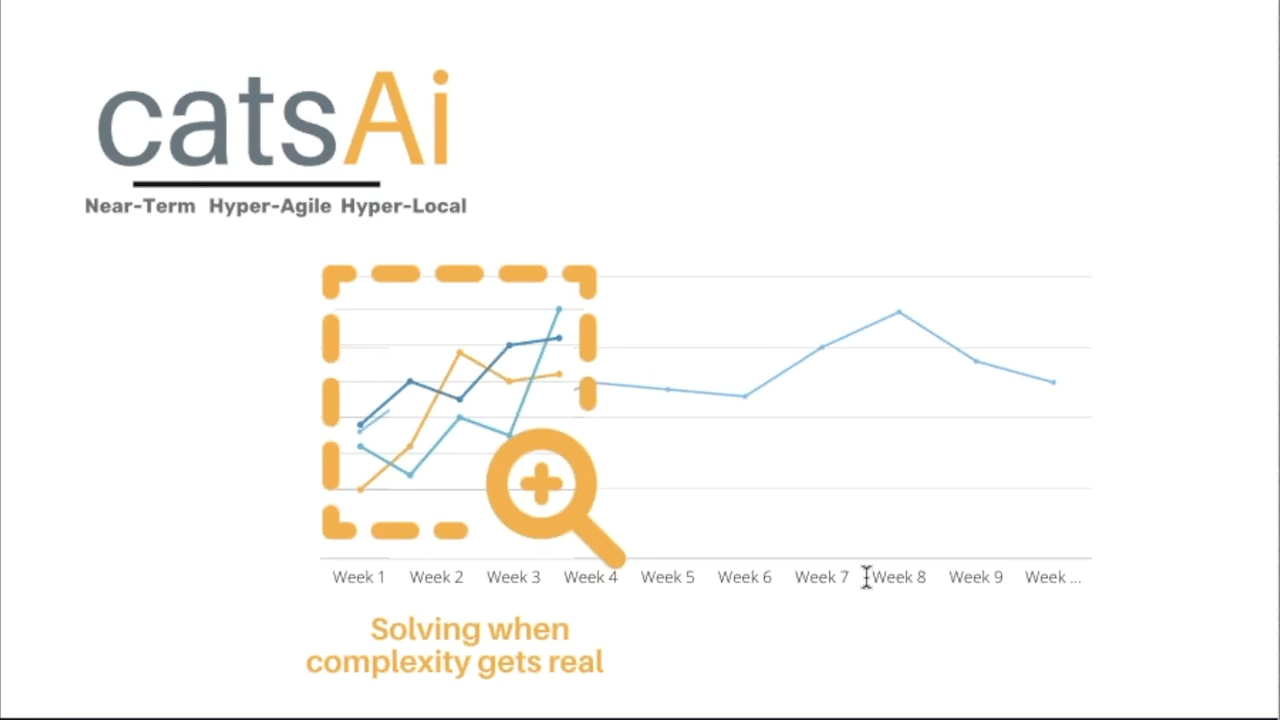 catsAi
Near-Term Hyper-Agile Hyper-Local
Week 1 Week 2 Week 3 Week 4 Week 5 Week 6 Week 7 Week 8 Week 9 Week ...
Solving when
complexity gets real